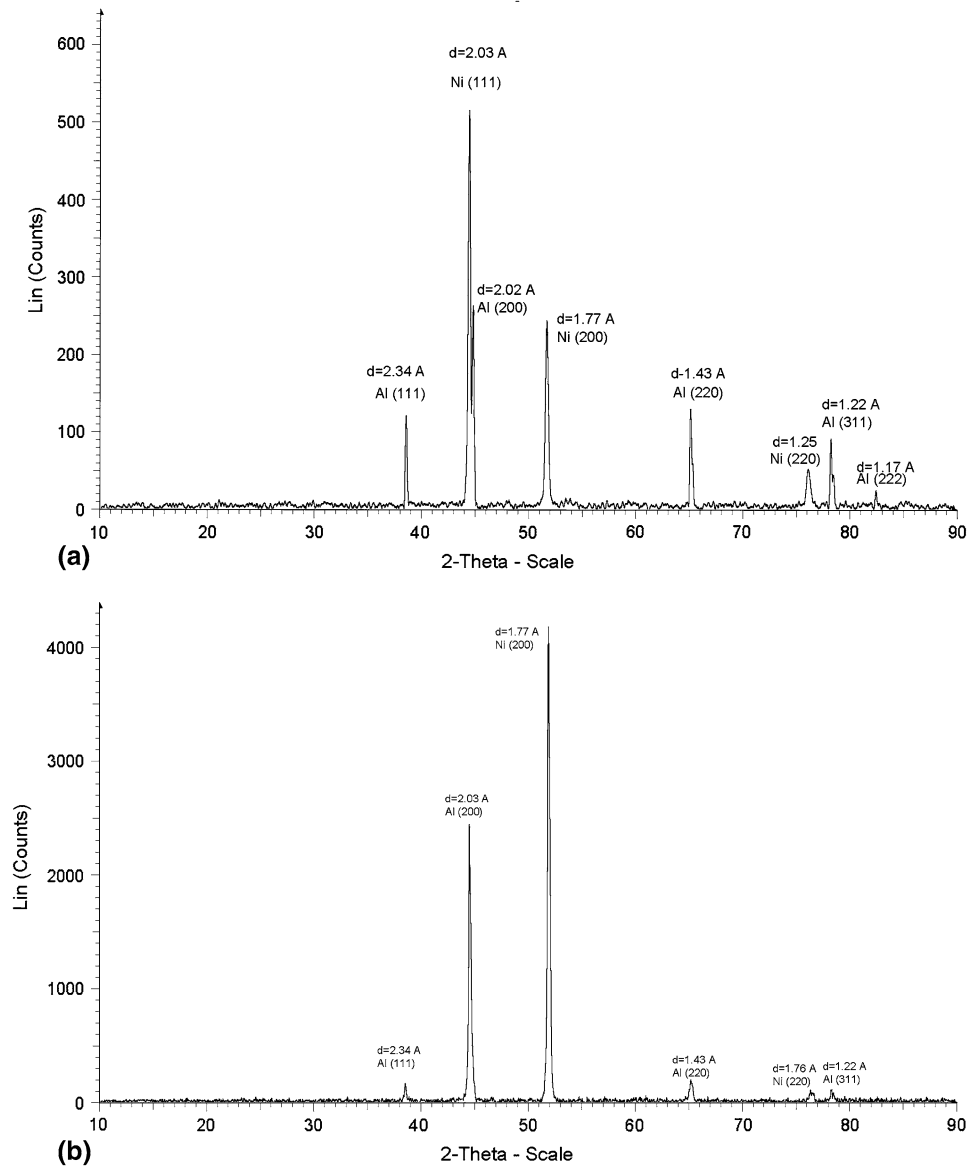 600
500
400
300
200
100
0
Lin (Counts)
d=2.03 A
Ni (111)
d=2.02 A
Al (200)
d=1.77 A
Ni (200)
d=2.34 A
Al (111)
d-1.43 A
Al (220)
d=1.25
Ni (220)
d=1.22 A
Al (311)
d=1.17 A
Al (222)
10 20 30 40 50 60 70 80 90
(a)
2-Theta - Scale
4000
3000
2000
1000
0
Lin (Counts)
d=1.77 A
Ni (200)
d=2.03 A
Al (200)
d=2.34 A
Al (111)
d=1.43 A
Al (220)
d=1.76 A
Ni (220)
d=1.22 A
Al (311)
10 20 30 40 50 60 70 80 90
(b)
2-Theta - Scale